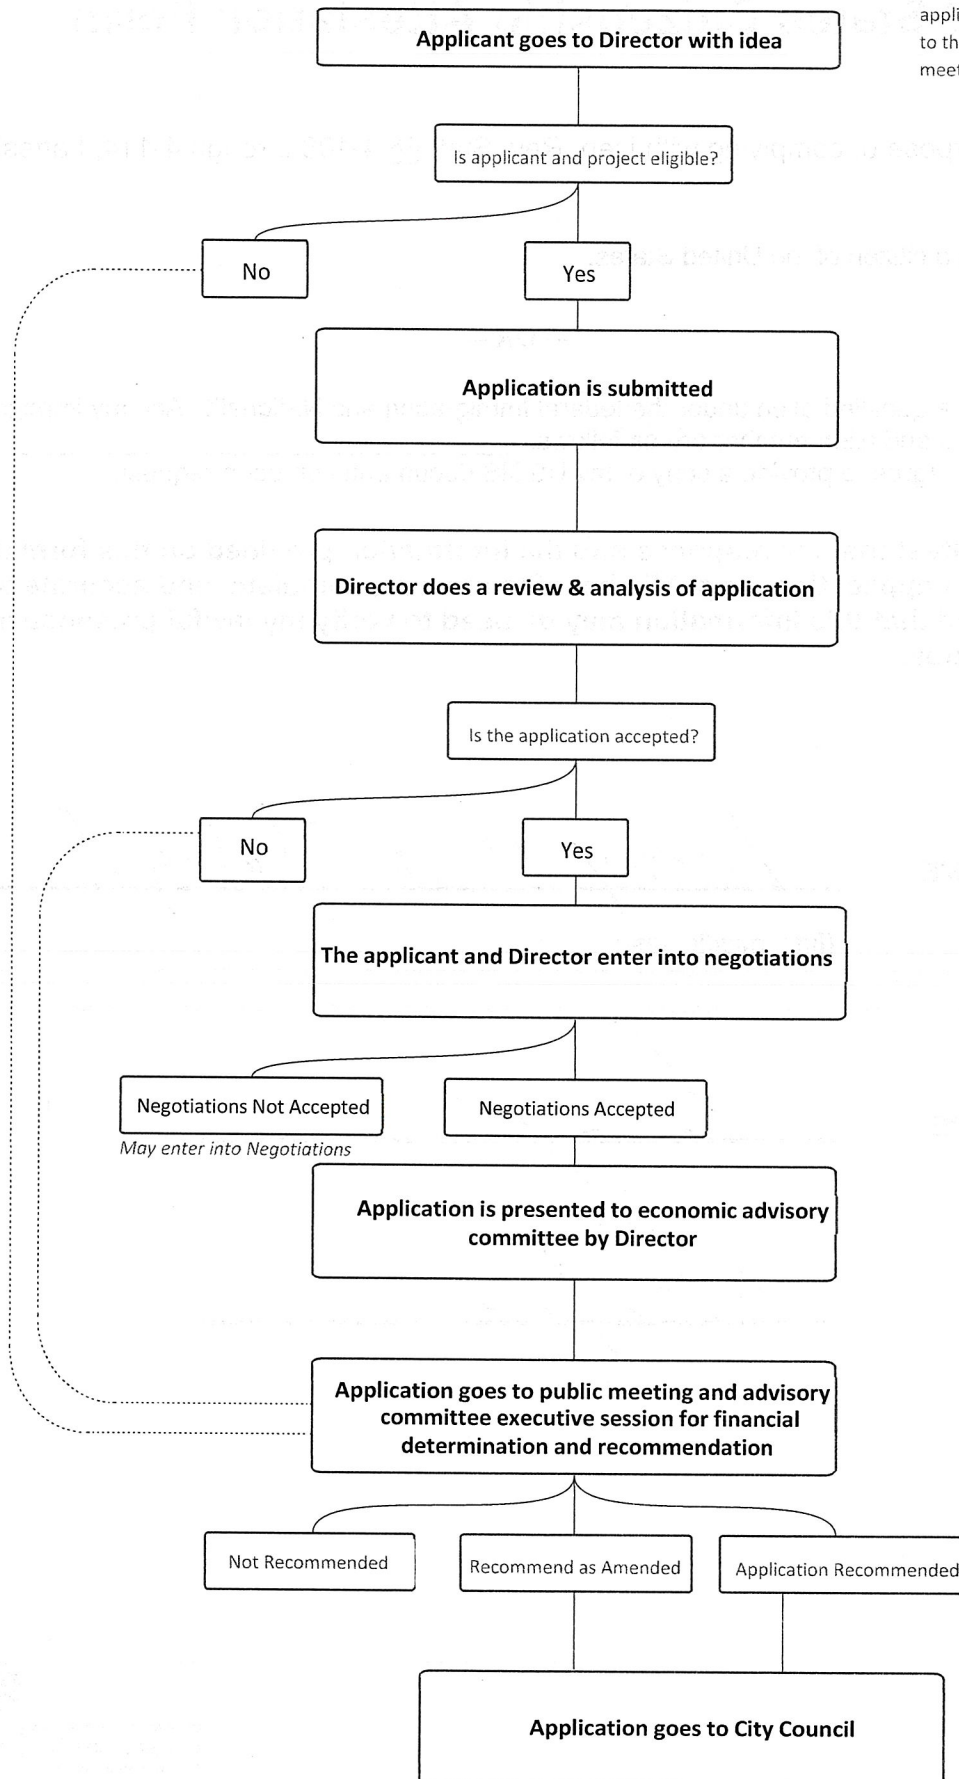 Applicant goes to Director with idea
to th
meet
Is applicant and project eligible?
No
Yes
Application is submitted
Director does a review & analysis of application
Is the application accepted?
No
Yes
The applicant and Director enter into negotiations
Negotiations Not Accepted
Negotiations Accepted
May enter into Negotiations
Application is presented to economic advisory
committee by Director
Application goes to public meeting and advisory
committee executive session for financial
determination and recommendation
Not Recommended
Recommend as Amended
Application Recommended
Application goes to City Council